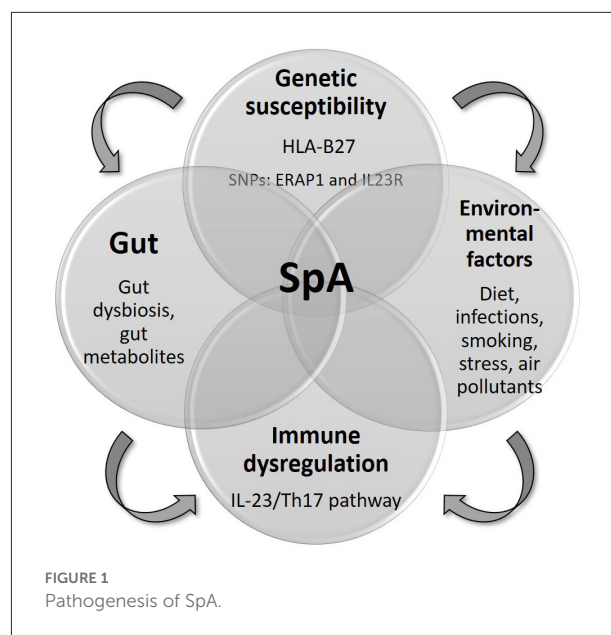 Genetic
susceptibility
HLA-B27
SNPs: ERAP1 and IL23R
Gut
Gut
dysbiosis,
gut
metabolites
SpA
Environ-
mental
factors
Diet,
infections,
smoking,
stress, air
pollutants
Immune
dysregulation
IL-23/Th17 pathway
FIGURE 1
Pathogenesis of SpA.